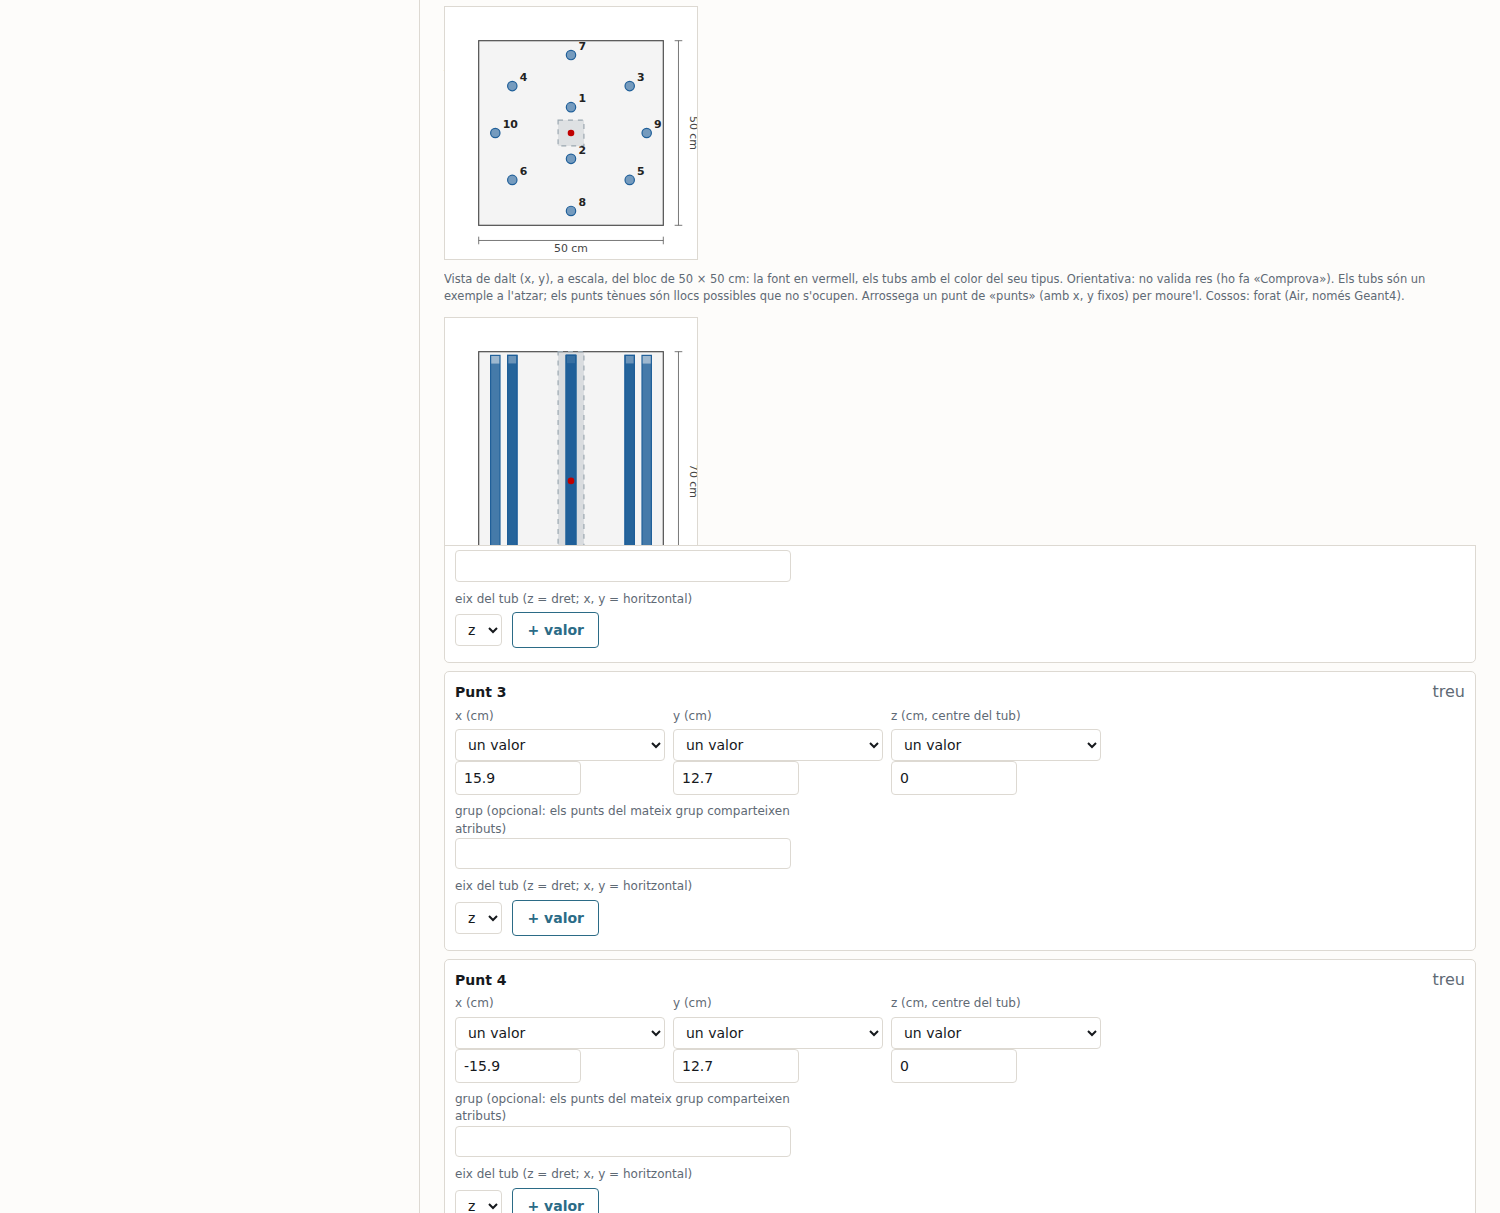 7
4
3
1
10
9
2
6
5
8
50 cm
50 cm
Vista de dalt (x, y), a escala, del bloc de 50 × 50 cm: la font en vermell, els tubs amb el color del seu tipus. Orientativa: no valida res (ho fa «Comprova»). Els tubs són un
exemple a l'atzar; els punts tènues són llocs possibles que no s'ocupen. Arrossega un punt de «punts» (amb x, y fixos) per moure'l. Cossos: forat (Air, només Geant4).
70 cm
eix del tub (z = dret; x, y = horitzontal)
z + valor
Punt 3 treu
x (cm) y (cm) z (cm, centre del tub)
un valor un valor un valor
15.9 12.7 0
grup (opcional: els punts del mateix grup comparteixen
atributs)
eix del tub (z = dret; x, y = horitzontal)
z + valor
Punt 4 treu
x (cm) y (cm) z (cm, centre del tub)
un valor un valor un valor
-15.9 12.7 0
grup (opcional: els punts del mateix grup comparteixen
atributs)
eix del tub (z = dret; x, y = horitzontal)
z + valor